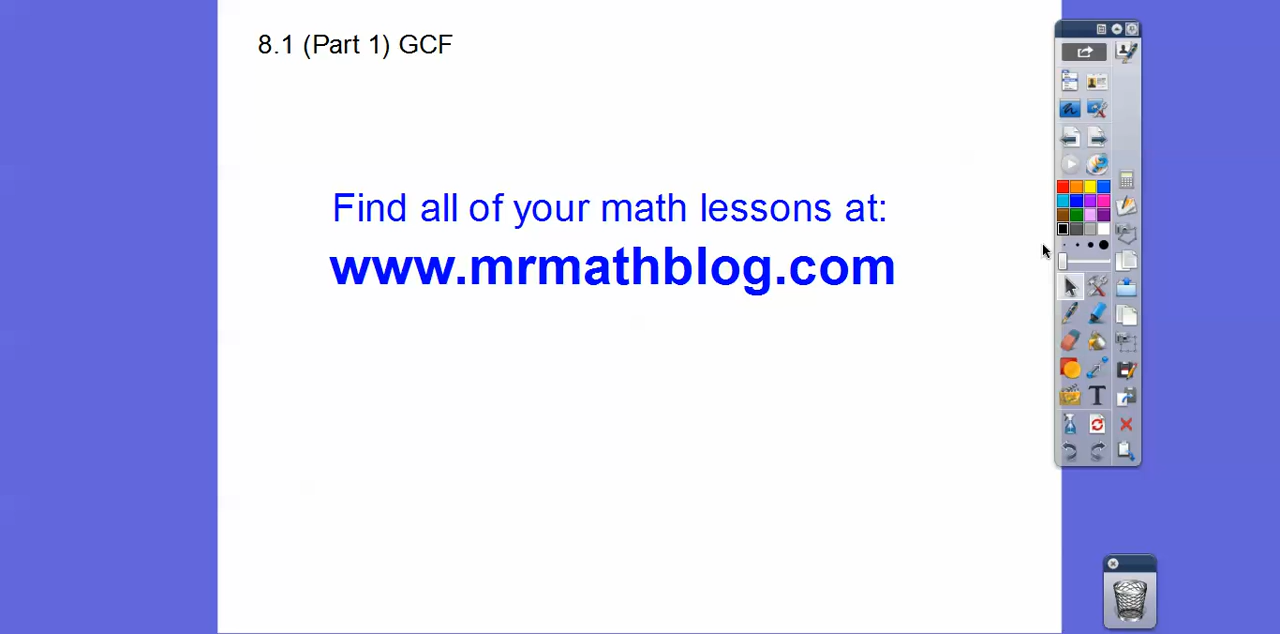 8.1 (Part 1) GCF
Find all of your math lessons at:
www.mrmathblog.com